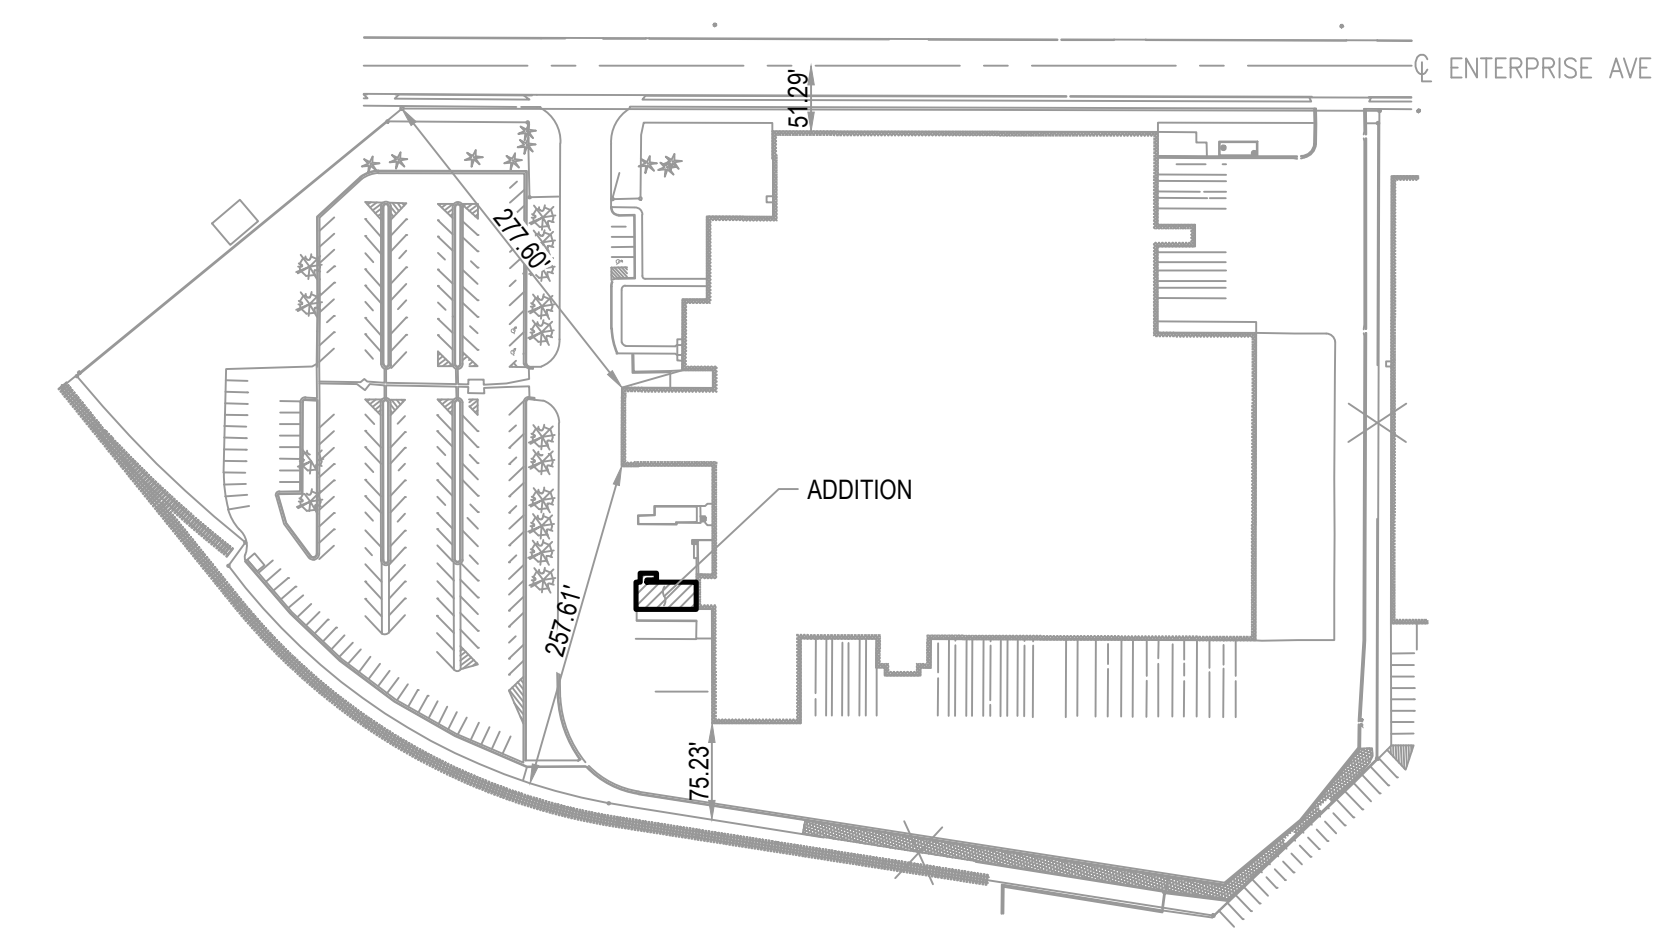 ℄ ENTERPRISE AVE
51.29'
277.60'
ADDITION
257.61'
75.23'